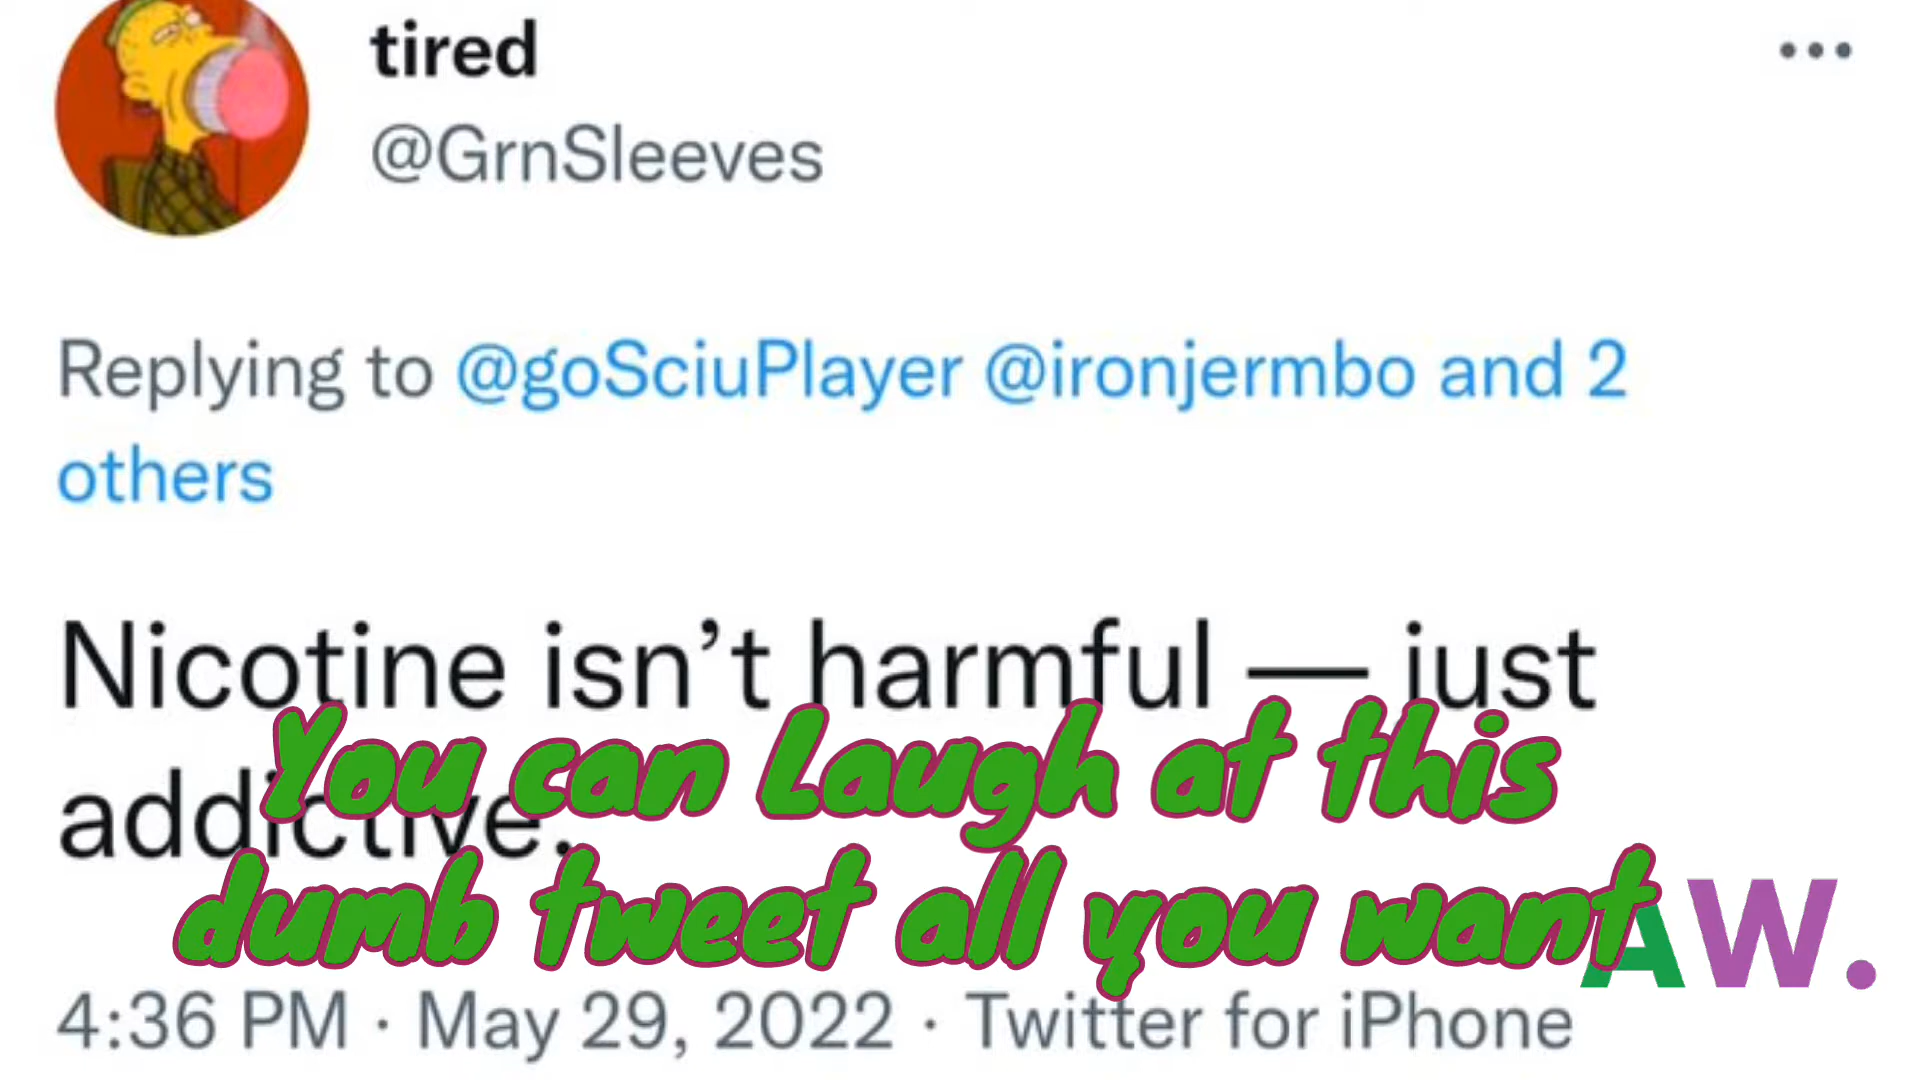 tired
@GrnSleeves
Replying to @goSciuPlayer @ironjermbo and 2
others
Nicotine isn't harmful — just
addictive.
You can Laugh at this
dumb tweet all you want
AW.
4:36 PM · May 29, 2022 · Twitter for iPhone